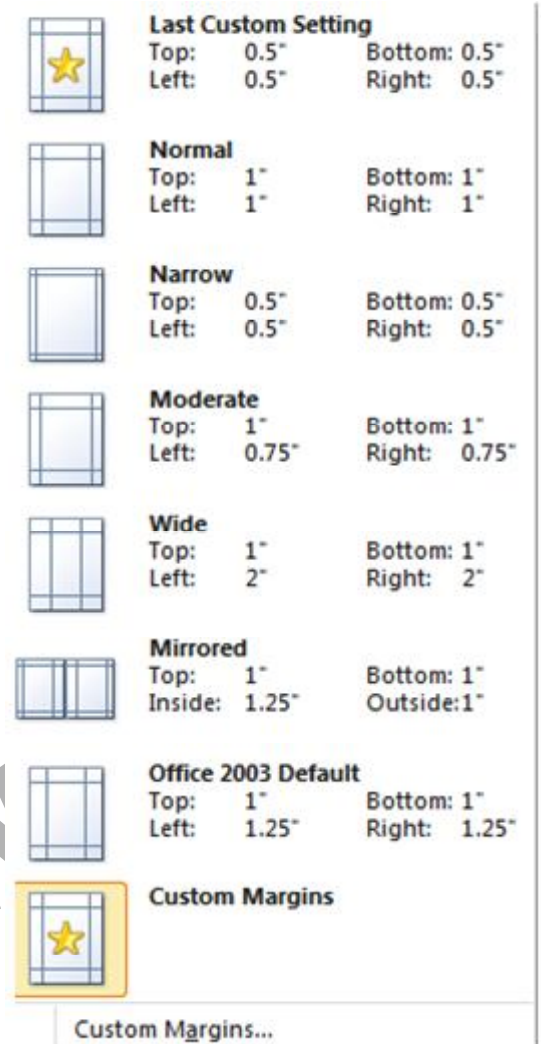 Last Custom Setting
Top: 0.5" Bottom: 0.5"
Left: 0.5" Right: 0.5"
Normal
Top: 1" Bottom: 1"
Left: 1" Right: 1"
Narrow
Top: 0.5" Bottom: 0.5"
Left: 0.5" Right: 0.5"
Moderate
Top: 1" Bottom: 1"
Left: 0.75" Right: 0.75"
Wide
Top: 1" Bottom: 1"
Left: 2" Right: 2"
Mirrored
Top: 1" Bottom: 1"
Inside: 1.25" Outside:1"
Office 2003 Default
Top: 1" Bottom: 1"
Left: 1.25" Right: 1.25"
Custom Margins
Custom Margins...